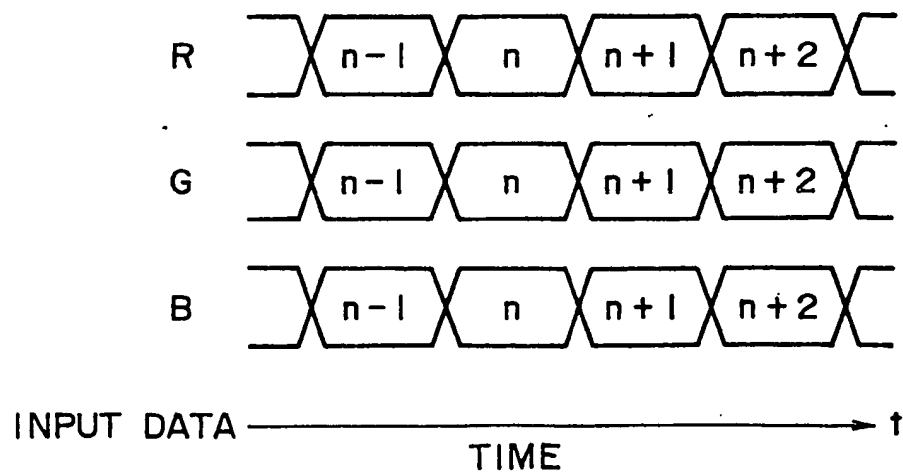 R n-1 n n+1 n+2
G n-1 n n+1 n+2
B n-1 n n+1 n+2
INPUT DATA t
TIME